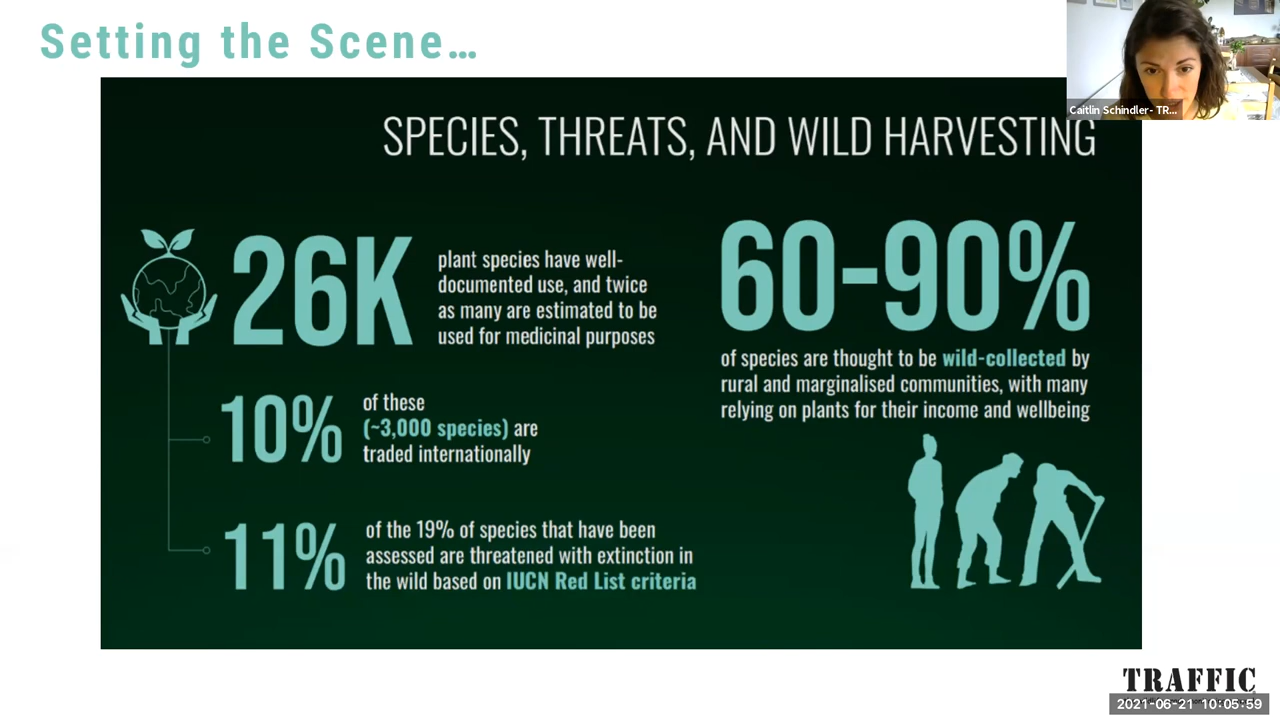 Setting the Scene…
Caitlin Schindler- TR...
SPECIES, THREATS, AND WILD HARVESTING
26K
plant species have well-
documented use, and twice
as many are estimated to be
used for medicinal purposes
10%
of these
(~3,000 species) are
traded internationally
11%
of the 19% of species that have been
assessed are threatened with extinction in
the wild based on IUCN Red List criteria
60-90%
of species are thought to be wild-collected by
rural and marginalised communities, with many
relying on plants for their income and wellbeing
TRAFFIC
2021-06-21 10:05:59